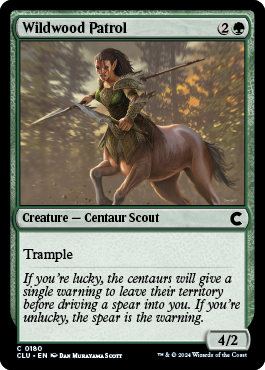 Wildwood Patrol 2
Creature — Centaur Scout
Trample
If you're lucky, the centaurs will give a
single warning to leave their territory
before driving a spear into you. If you're
unlucky, the spear is the warning.
4/2
C 0180
CLU • EN Dan Murayama Scott
™ & © 2024 Wizards of the Coast